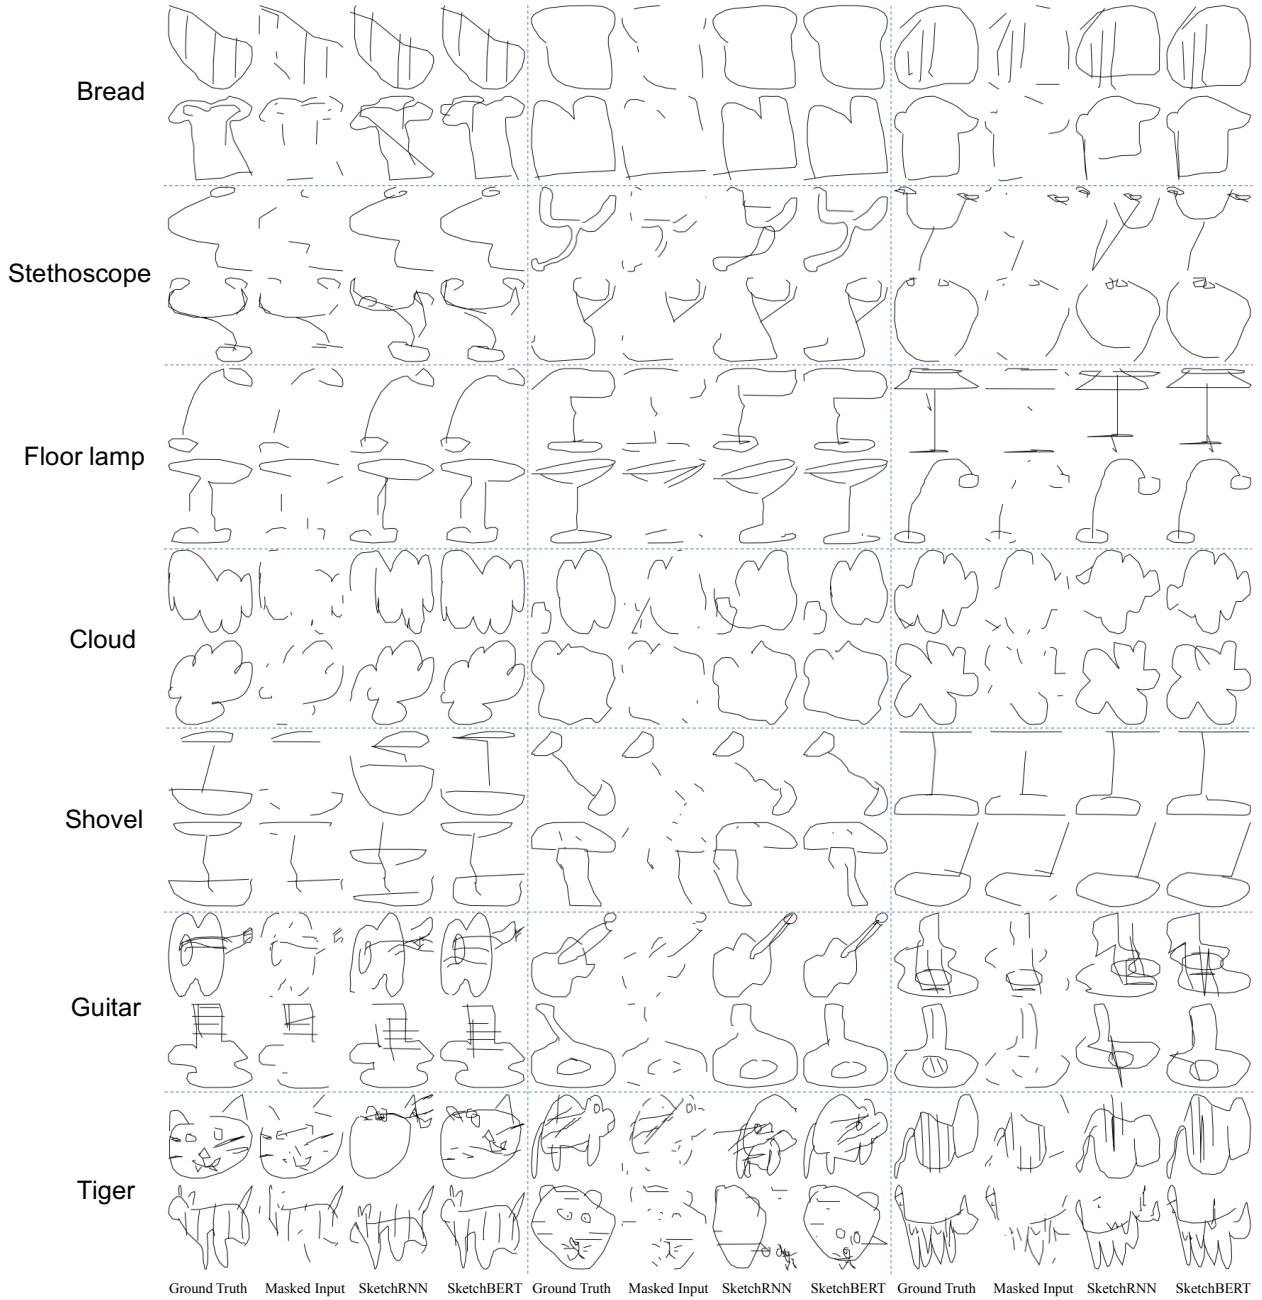 Bread
Stethoscope
Floor lamp
Cloud
Shovel
Guitar
Tiger
Ground Truth Masked Input SketchRNN SketchBERT Ground Truth Masked Input SketchRNN SketchBERT Ground Truth Masked Input SketchRNN SketchBERT